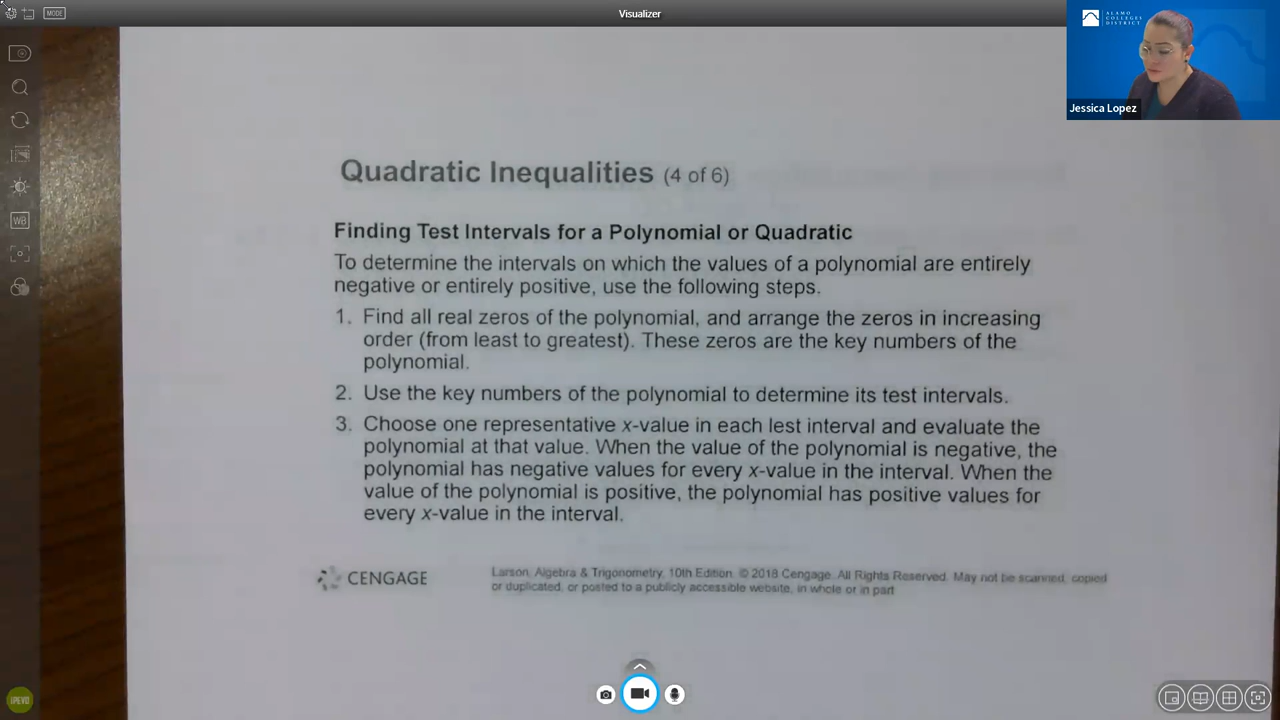 MODE
Visualizer
ALAMO
COLLEGES
DISTRICT
Jessica Lopez
WB
Quadratic Inequalities (4 of 6)
Finding Test Intervals for a Polynomial or Quadratic
To determine the intervals on which the values of a polynomial are entirely
negative or entirely positive, use the following steps.
1. Find all real zeros of the polynomial, and arrange the zeros in increasing
order (from least to greatest). These zeros are the key numbers of the
polynomial.
2. Use the key numbers of the polynomial to determine its test intervals.
3. Choose one representative x-value in each lest interval and evaluate the
polynomial at that value. When the value of the polynomial is negative, the
polynomial has negative values for every x-value in the interval. When the
value of the polynomial is positive, the polynomial has positive values for
every x-value in the interval.
CENGAGE
Larson, Algebra & Trigonometry, 10th Edition. © 2018 Cengage. All Rights Reserved. May not be scanned, copied
or duplicated, or posted to a publicly accessible website, in whole or in part
IPEVO